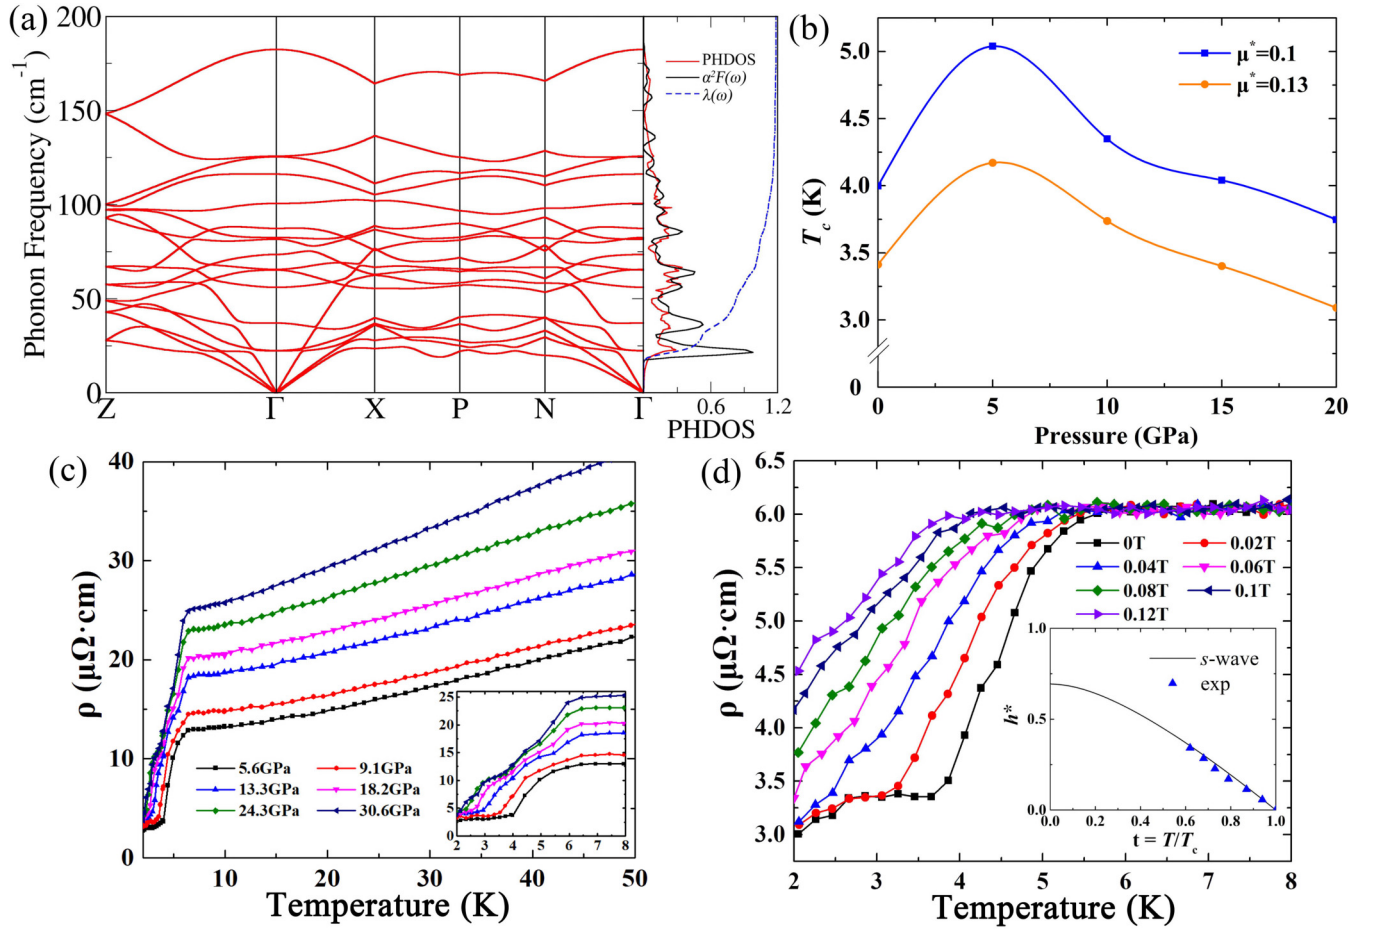 (a)
200
150
100
50
0
Phonon Frequency (cm⁻¹)
Z Γ X P N Γ
PHDOS
α²F(ω)
λ(ω)
0.6 1.2
PHDOS
(b)
5.0
4.5
4.0
3.5
3.0
0
T_c (K)
μ*=0.1
μ*=0.13
0 5 10 15 20
Pressure (GPa)
(c)
40
30
20
10
0
ρ (μΩ·cm)
5.6GPa 9.1GPa
13.3GPa 18.2GPa
24.3GPa 30.6GPa
25
20
15
10
5
0
2 3 4 5 6 7 8
10 20 30 40 50
Temperature (K)
(d)
6.5
6.0
5.5
5.0
4.5
4.0
3.5
3.0
ρ (μΩ·cm)
0T 0.02T
0.04T 0.06T
0.08T 0.1T
0.12T
1.0
0.5
0.0
h*
s-wave
exp
0.0 0.2 0.4 0.6 0.8 1.0
t = T/T_c
2 3 4 5 6 7 8
Temperature (K)